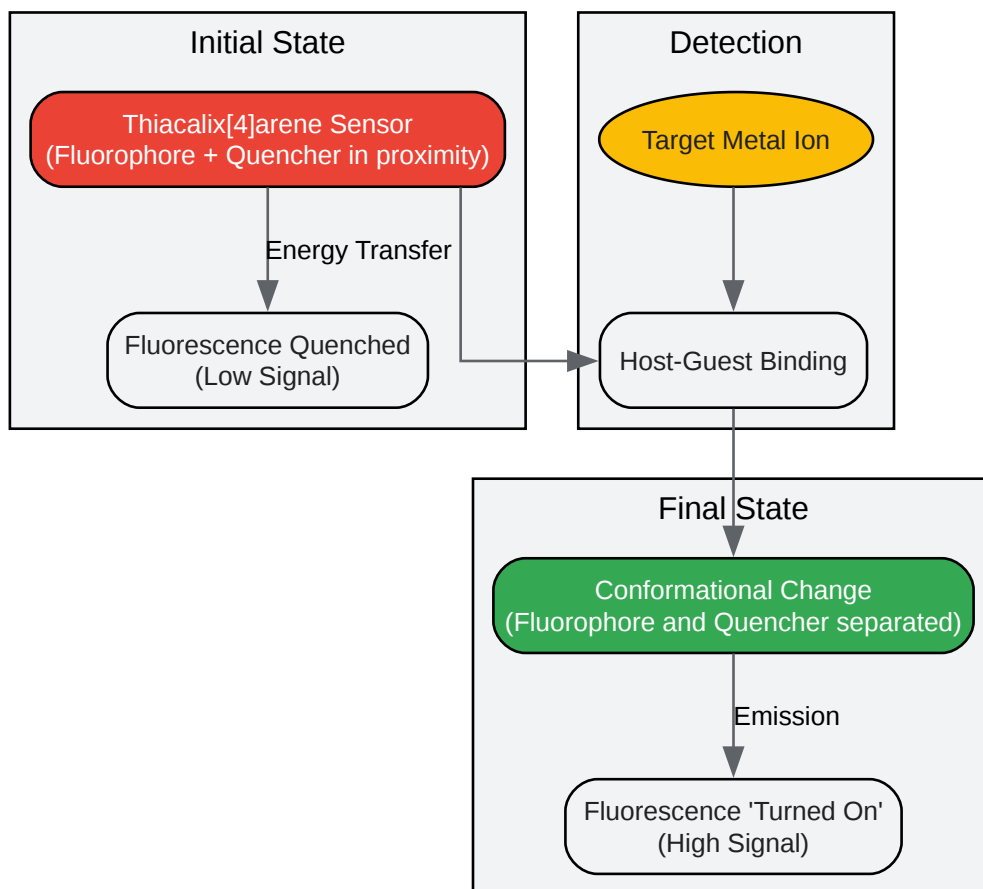 Initial State
Thiacalix[4]arene Sensor
(Fluorophore + Quencher in proximity)
Energy Transfer
Fluorescence Quenched
(Low Signal)
Detection
Target Metal Ion
Host-Guest Binding
Final State
Conformational Change
(Fluorophore and Quencher separated)
Emission
Fluorescence 'Turned On'
(High Signal)